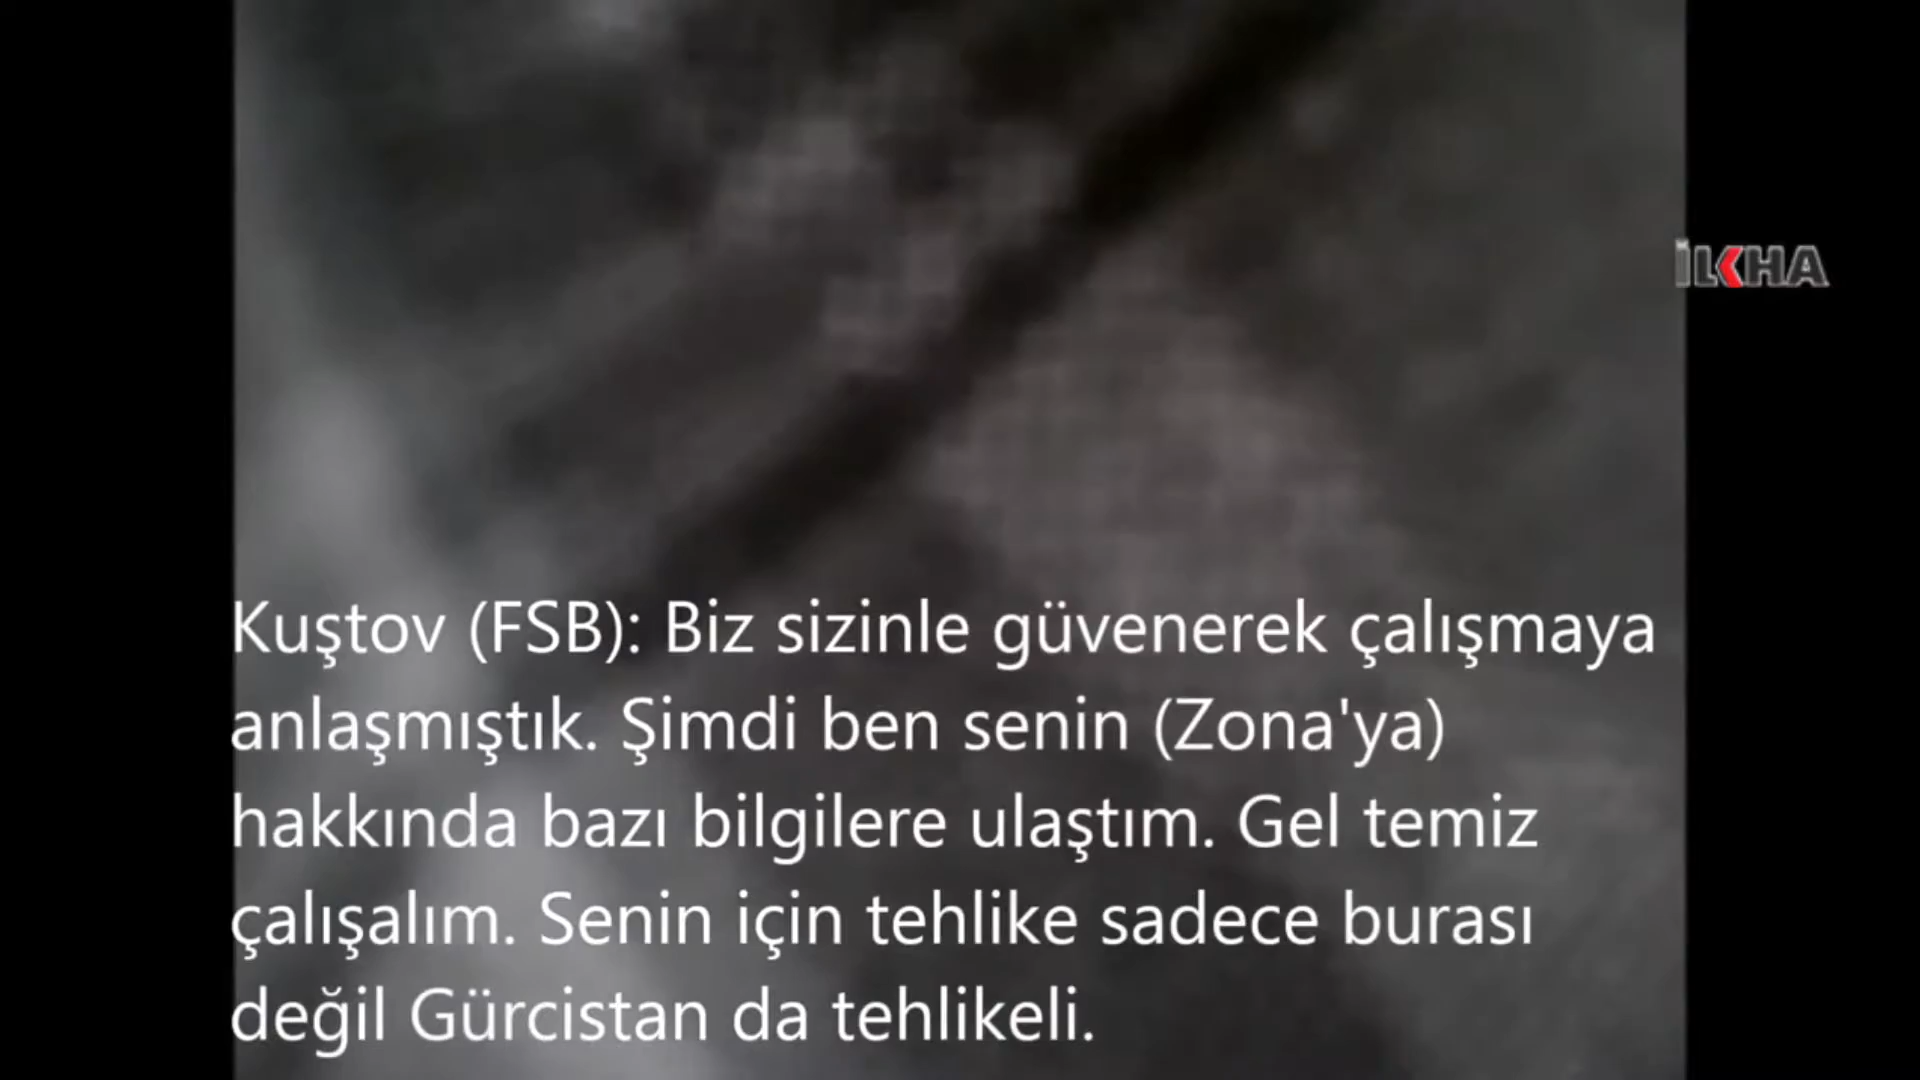 İLKHA
Kuştov (FSB): Biz sizinle güvenerek çalışmaya
anlaşmıştık. Şimdi ben senin (Zona'ya)
hakkında bazı bilgilere ulaştım. Gel temiz
çalışalım. Senin için tehlike sadece burası
değil Gürcistan da tehlikeli.